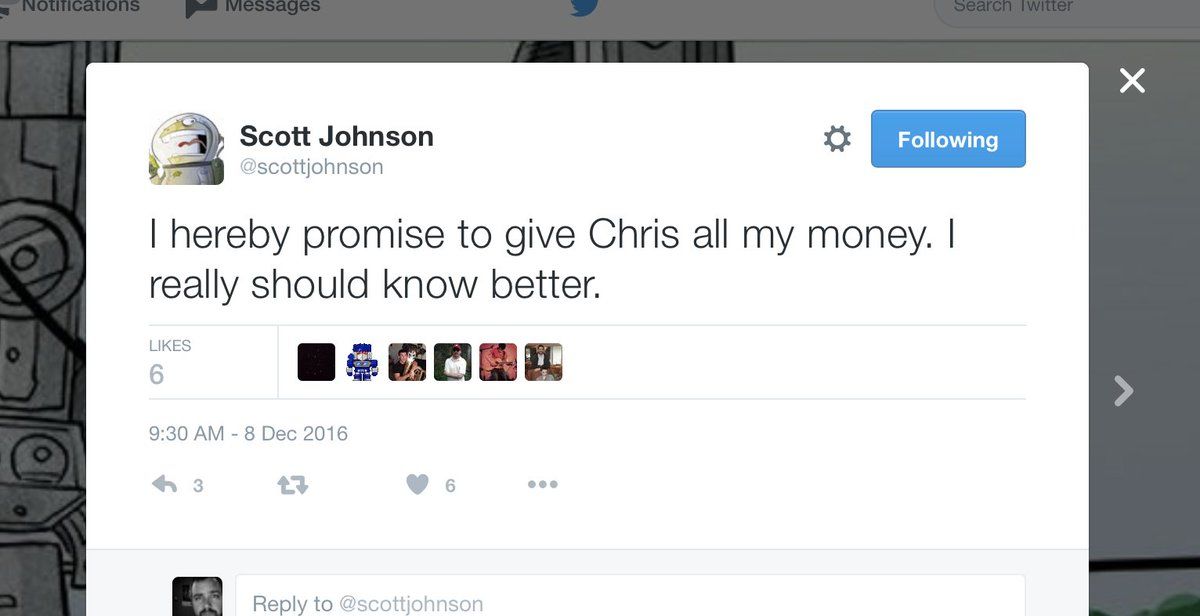 Notifications
Messages
Search Twitter
Scott Johnson
@scottjohnson
Following
I hereby promise to give Chris all my money. I
really should know better.
LIKES
6
9:30 AM - 8 Dec 2016
3
6
Reply to @scottjohnson